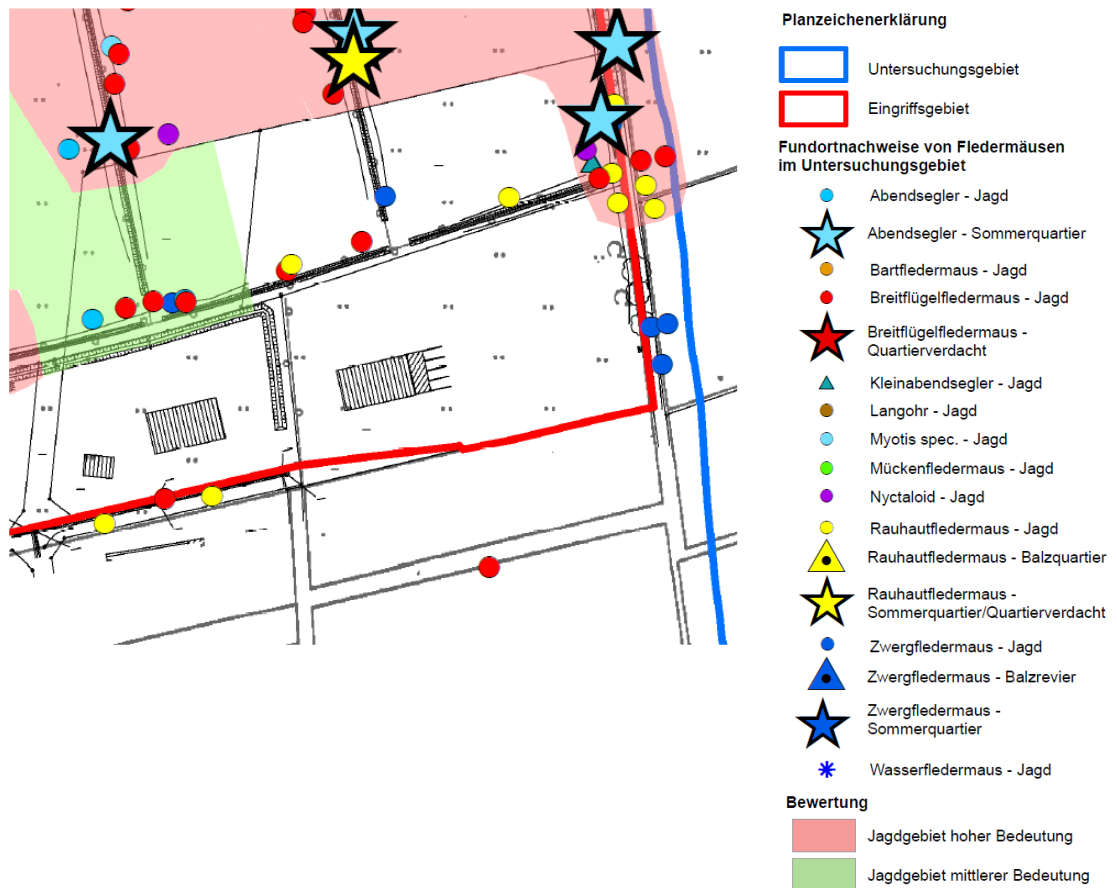 Planzeichenerklärung
Untersuchungsgebiet
Eingriffsgebiet
Fundortnachweise von Fledermäusen
im Untersuchungsgebiet
Abendsegler - Jagd
Abendsegler - Sommerquartier
Bartfledermaus - Jagd
Breitflügelfledermaus - Jagd
Breitflügelfledermaus -
Quartierverdacht
Kleinabendsegler - Jagd
Langohr - Jagd
Myotis spec. - Jagd
Mückenfledermaus - Jagd
Nyctaloid - Jagd
Rauhautfledermaus - Jagd
Rauhautfledermaus - Balzquartier
Rauhautfledermaus -
Sommerquartier/Quartierverdacht
Zwergfledermaus - Jagd
Zwergfledermaus - Balzrevier
Zwergfledermaus -
Sommerquartier
Wasserfledermaus - Jagd
Bewertung
Jagdgebiet hoher Bedeutung
Jagdgebiet mittlerer Bedeutung